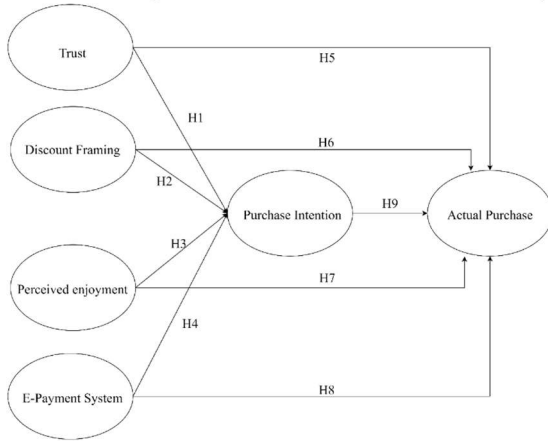 Trust
H5
H1
Discount Framing
H6
H2
Purchase Intention
H9
Actual Purchase
H3
Perceived enjoyment
H7
H4
E-Payment System
H8